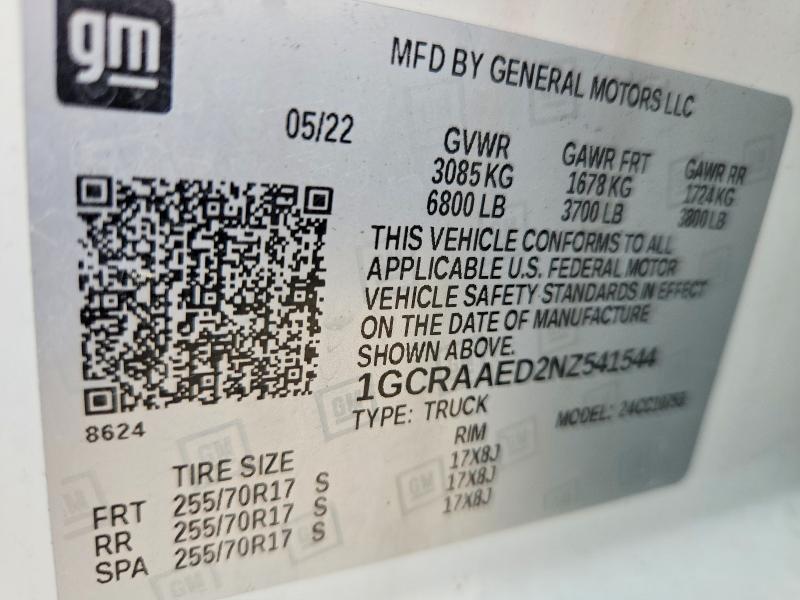 gm
MFD BY GENERAL MOTORS LLC
05/22
GVWR GAWR FRT GAWR RR
3085 KG 1678 KG 1724 KG
6800 LB 3700 LB 3800 LB
THIS VEHICLE CONFORMS TO ALL
APPLICABLE U.S. FEDERAL MOTOR
VEHICLE SAFETY STANDARDS IN EFFECT
ON THE DATE OF MANUFACTURE
SHOWN ABOVE.
1GCRAAED2NZ541544
8624
TYPE: TRUCK MODEL:
TIRE SIZE RIM
FRT 255/70R17 S 17X8J
RR 255/70R17 S 17X8J
SPA 255/70R17 S 17X8J